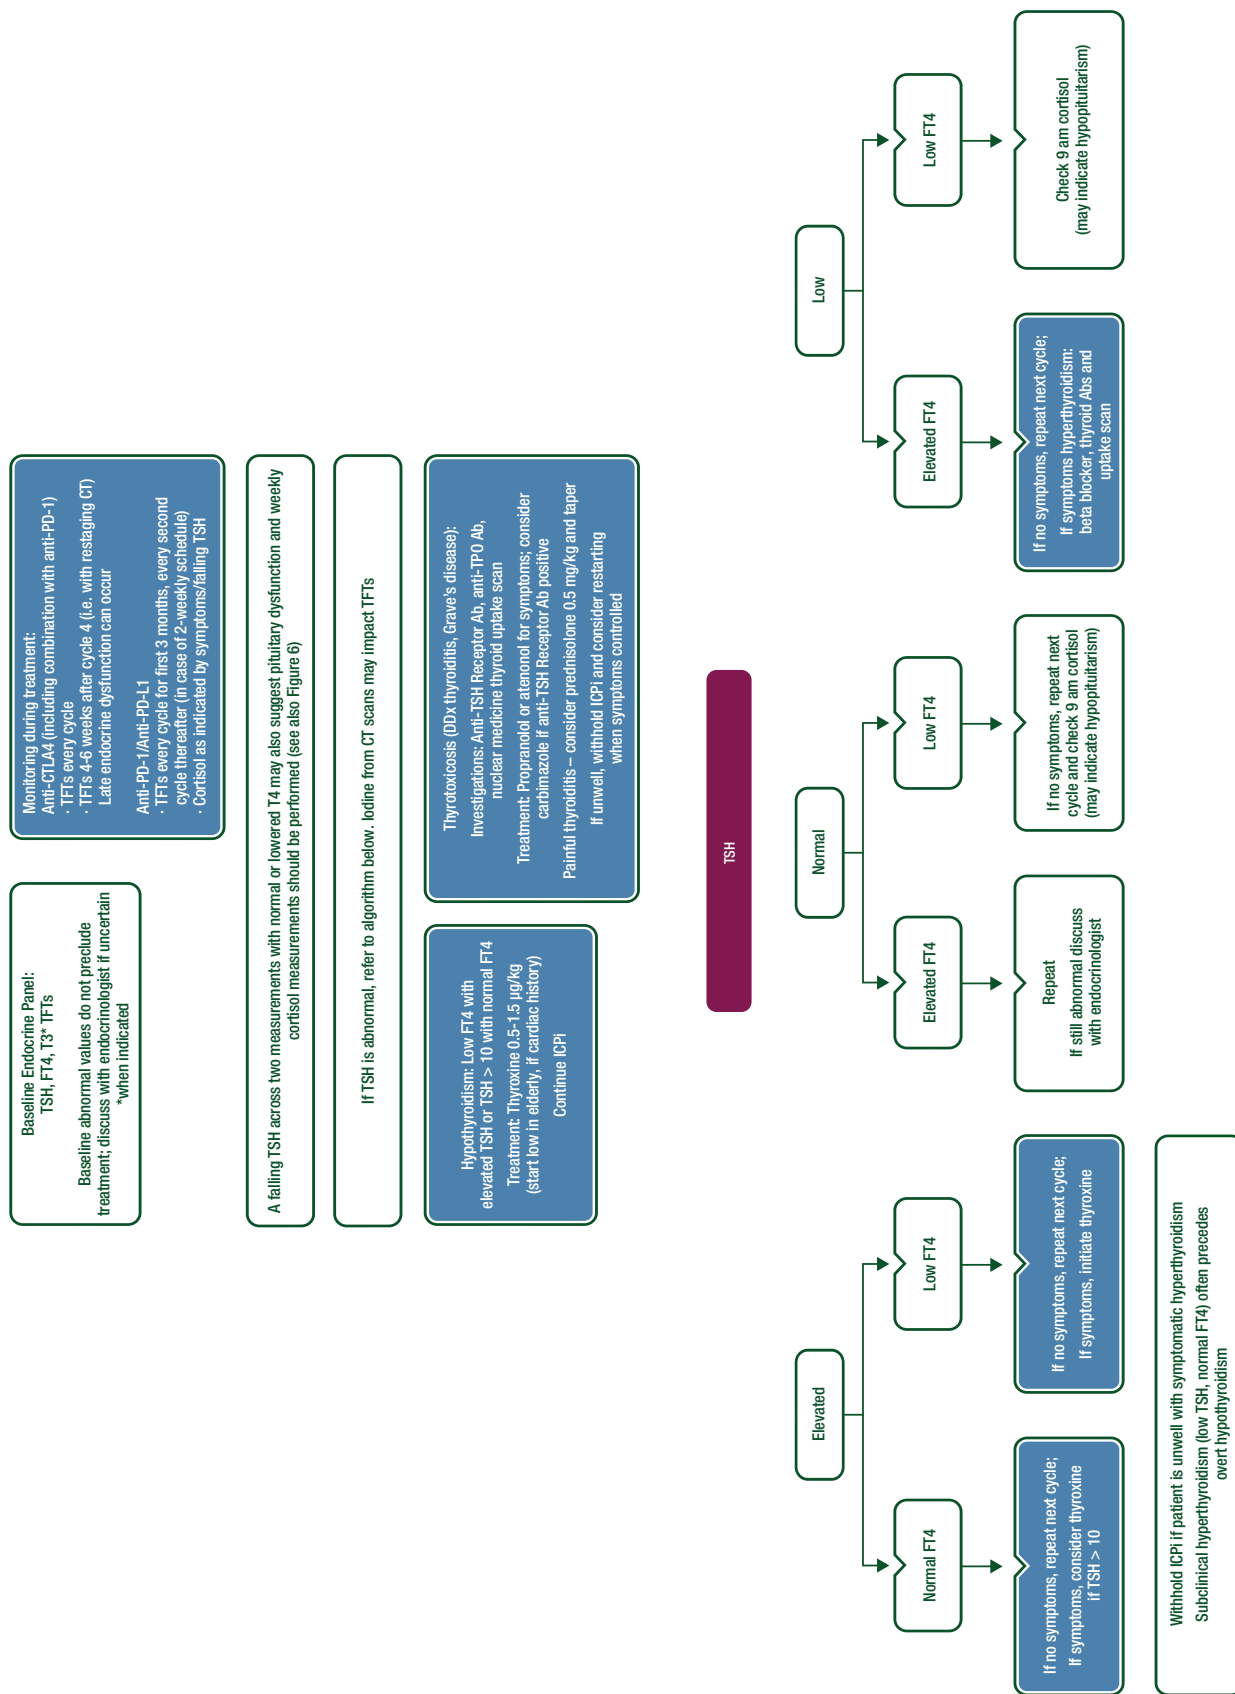 Baseline Endocrine Panel:
TSH, FT4, T3* TFTs
Baseline abnormal values do not preclude
treatment; discuss with endocrinologist if uncertain
*when indicated
Monitoring during treatment:
Anti-CTLA4 (including combination with anti-PD-1)
· TFTs every cycle
· TFTs 4-6 weeks after cycle 4 (i.e. with restaging CT)
Late endocrine dysfunction can occur
Anti-PD-1/Anti-PD-L1
· TFTs every cycle for first 3 months, every second
cycle thereafter (in case of 2-weekly schedule)
· Cortisol as indicated by symptoms/falling TSH
A falling TSH across two measurements with normal or lowered T4 may also suggest pituitary dysfunction and weekly
cortisol measurements should be performed (see also Figure 6)
If TSH is abnormal, refer to algorithm below. Iodine from CT scans may impact TFTs
Hypothyroidism: Low FT4 with
elevated TSH or TSH > 10 with normal FT4
Treatment: Thyroxine 0.5-1.5 µg/kg
(start low in elderly, if cardiac history)
Continue ICPi
Thyrotoxicosis (DDx thyroiditis, Grave's disease):
Investigations: Anti-TSH Receptor Ab, anti-TPO Ab,
nuclear medicine thyroid uptake scan
Treatment: Propranolol or atenonol for symptoms; consider
carbimazole if anti-TSH Receptor Ab positive
Painful thyroiditis – consider prednisolone 0.5 mg/kg and taper
If unwell, withhold ICPi and consider restarting
when symptoms controlled
TSH
Elevated
Normal
Low
Normal FT4
Low FT4
Elevated FT4
Low FT4
Elevated FT4
Low FT4
If no symptoms, repeat next cycle;
If symptoms, consider thyroxine
if TSH > 10
If no symptoms, repeat next cycle;
If symptoms, initiate thyroxine
Repeat
If still abnormal discuss
with endocrinologist
If no symptoms, repeat next
cycle and check 9 am cortisol
(may indicate hypopituitarism)
If no symptoms, repeat next cycle;
If symptoms hyperthyroidism:
beta blocker, thyroid Abs and
uptake scan
Check 9 am cortisol
(may indicate hypopituitarism)
Withhold ICPi if patient is unwell with symptomatic hyperthyroidism
Subclinical hyperthyroidism (low TSH, normal FT4) often precedes
overt hypothyroidism